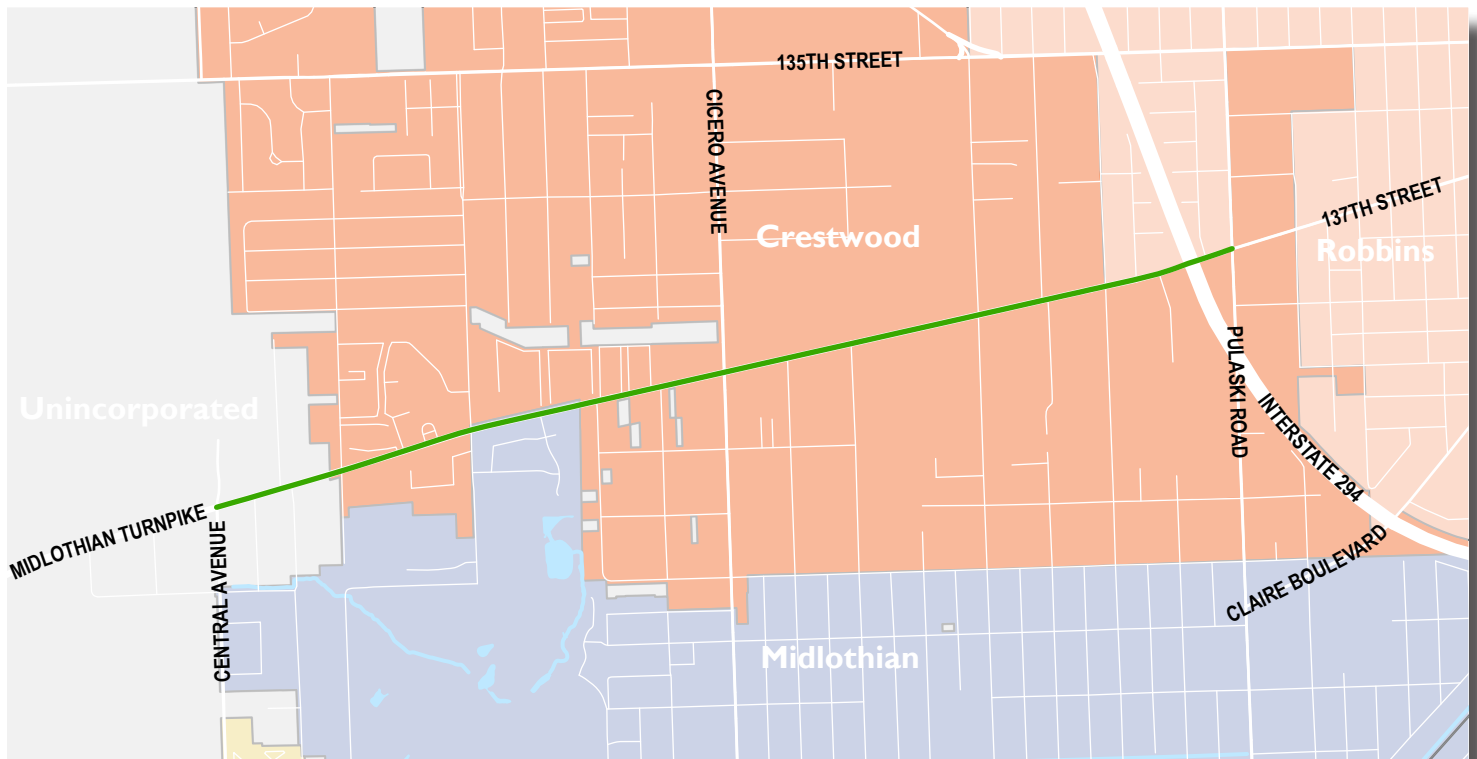 135TH STREET
CICERO AVENUE
137TH STREET
Crestwood
Robbins
PULASKI ROAD
Unincorporated
INTERSTATE 294
MIDLOTHIAN TURNPIKE
CENTRAL AVENUE
CLAIRE BOULEVARD
Midlothian